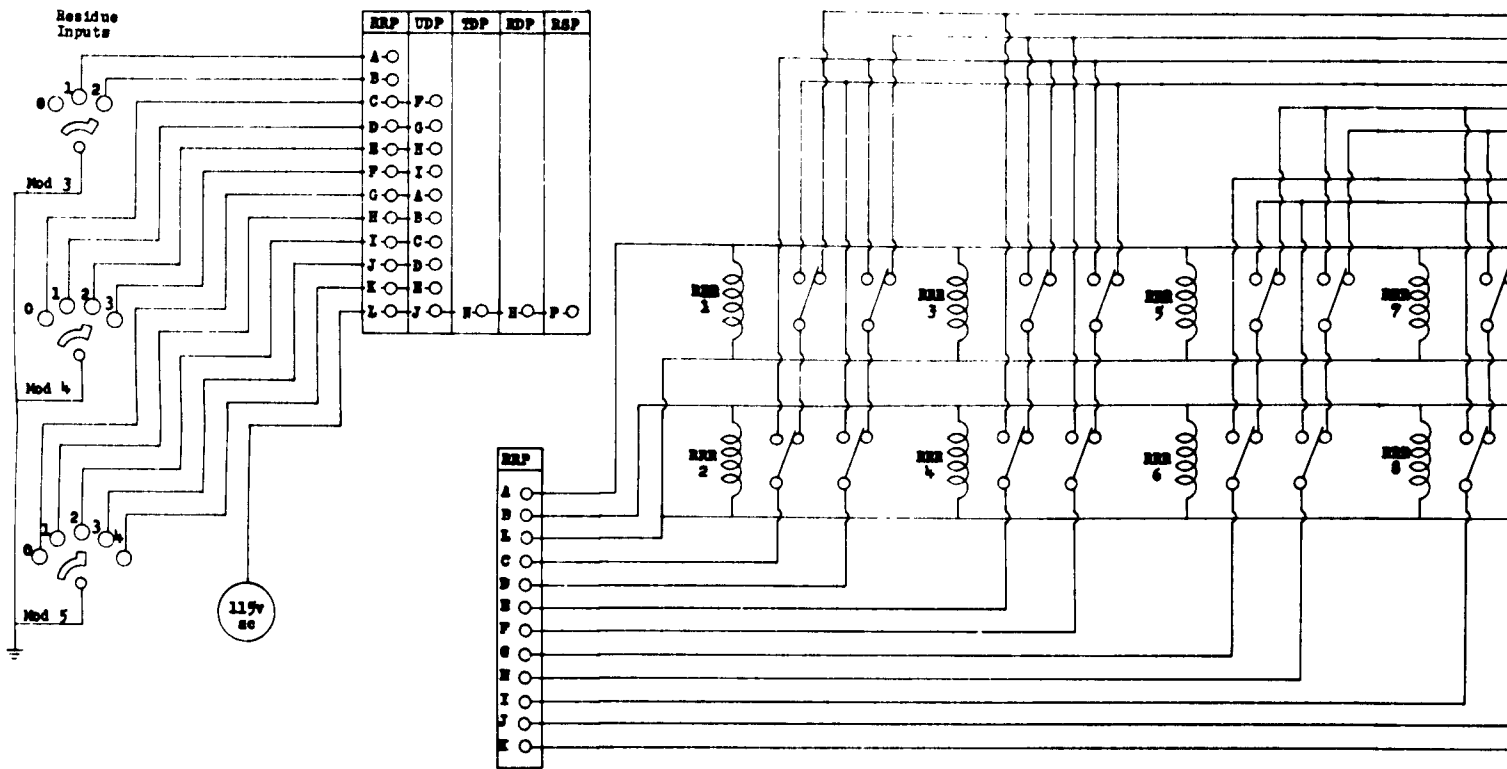 Residue
Inputs
RRP UDP TDP RDP RSP
A
B
C F
D G
E H
F I
G A
H B
I C
J D
K E
L J N H P
0 1 2
Mod 3
0 1 2 3
Mod 4
0 1 2 3 4
Mod 5
115v
ac
RRR
1
RRR
3
RRR
5
RRR
7
RRR
2
RRR
4
RRR
6
RRR
8
RRP
A
B
L
C
D
E
F
G
H
I
J
K